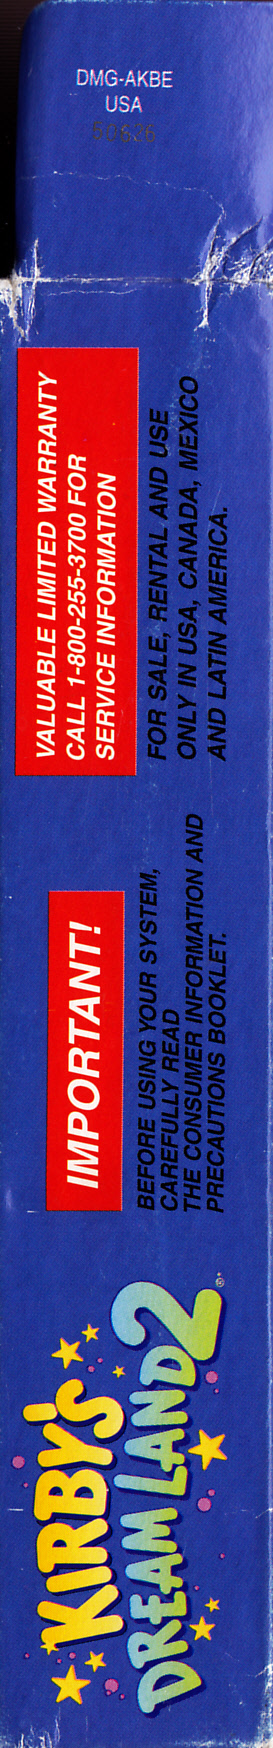 DMG-AKBE
USA
50626
VALUABLE LIMITED WARRANTY
CALL 1-800-255-3700 FOR
SERVICE INFORMATION
FOR SALE, RENTAL AND USE
ONLY IN USA, CANADA, MEXICO
AND LATIN AMERICA.
IMPORTANT!
BEFORE USING YOUR SYSTEM,
CAREFULLY READ
THE CONSUMER INFORMATION AND
PRECAUTIONS BOOKLET.
KIRBY'S
DREAM LAND 2
®